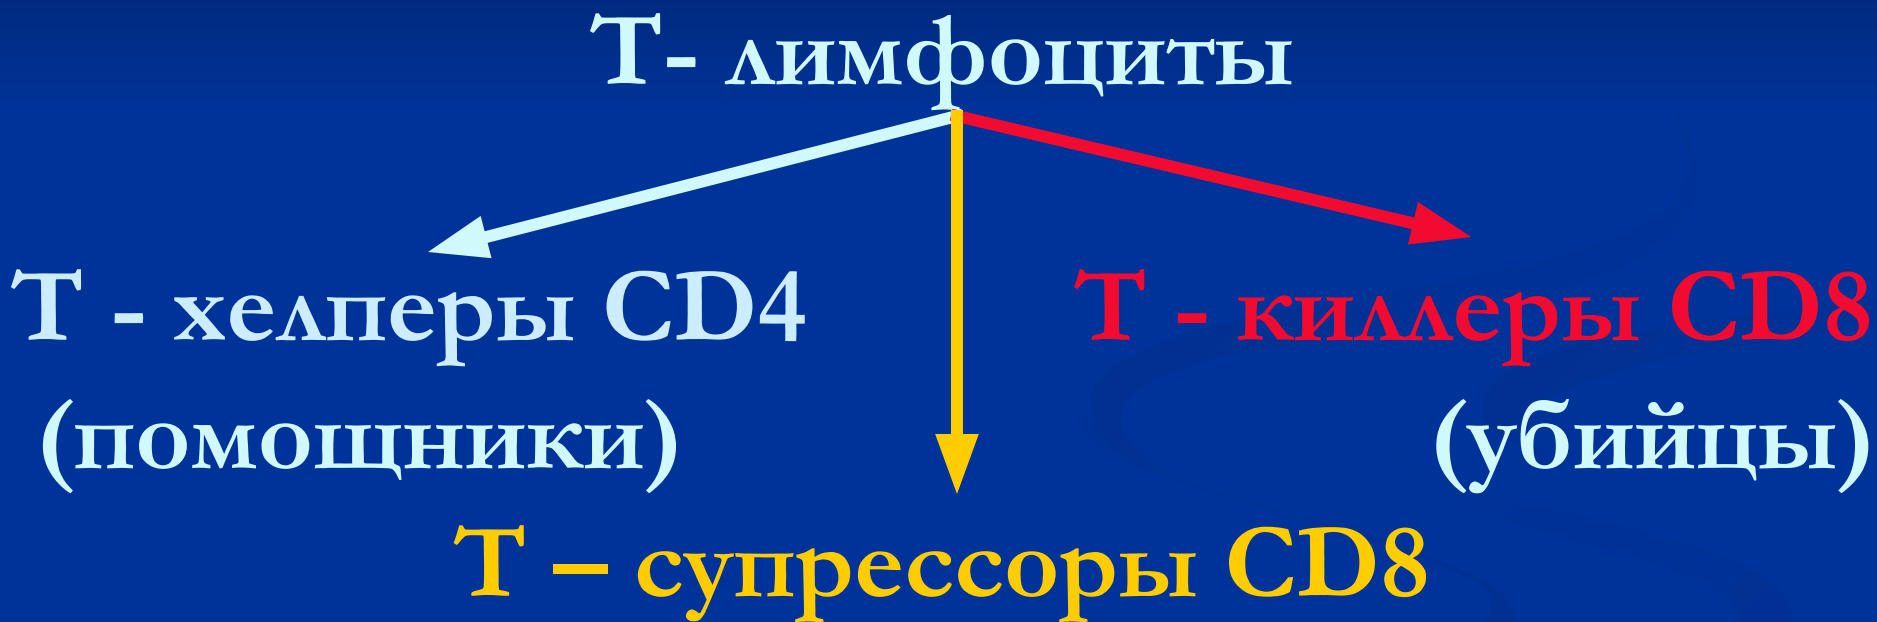 Т- лимфоциты
Т - хелперы CD4
Т - киллеры CD8
(помощники)
(убийцы)
Т – супрессоры CD8